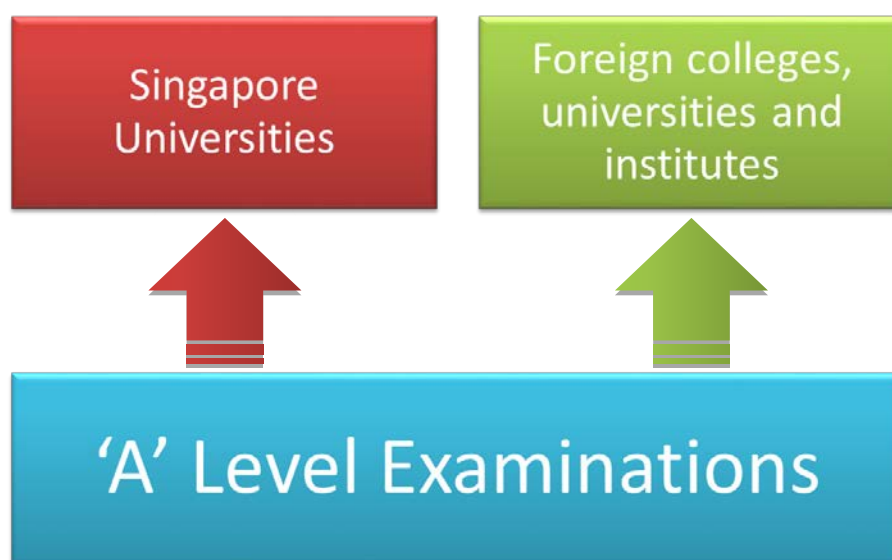 Singapore
Universities
Foreign colleges,
universities and
institutes
‘A’ Level Examinations